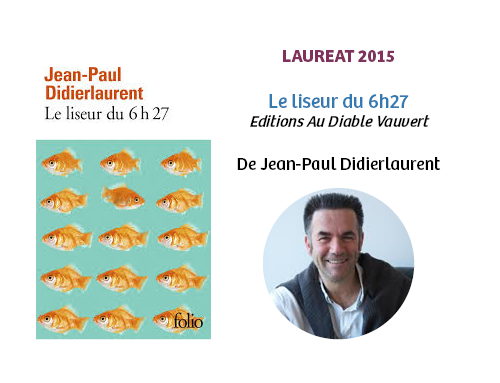 Jean-Paul
Didierlaurent
Le liseur du 6 h 27
folio
LAUREAT 2015
Le liseur du 6h27
Editions Au Diable Vauvert
De Jean-Paul Didierlaurent